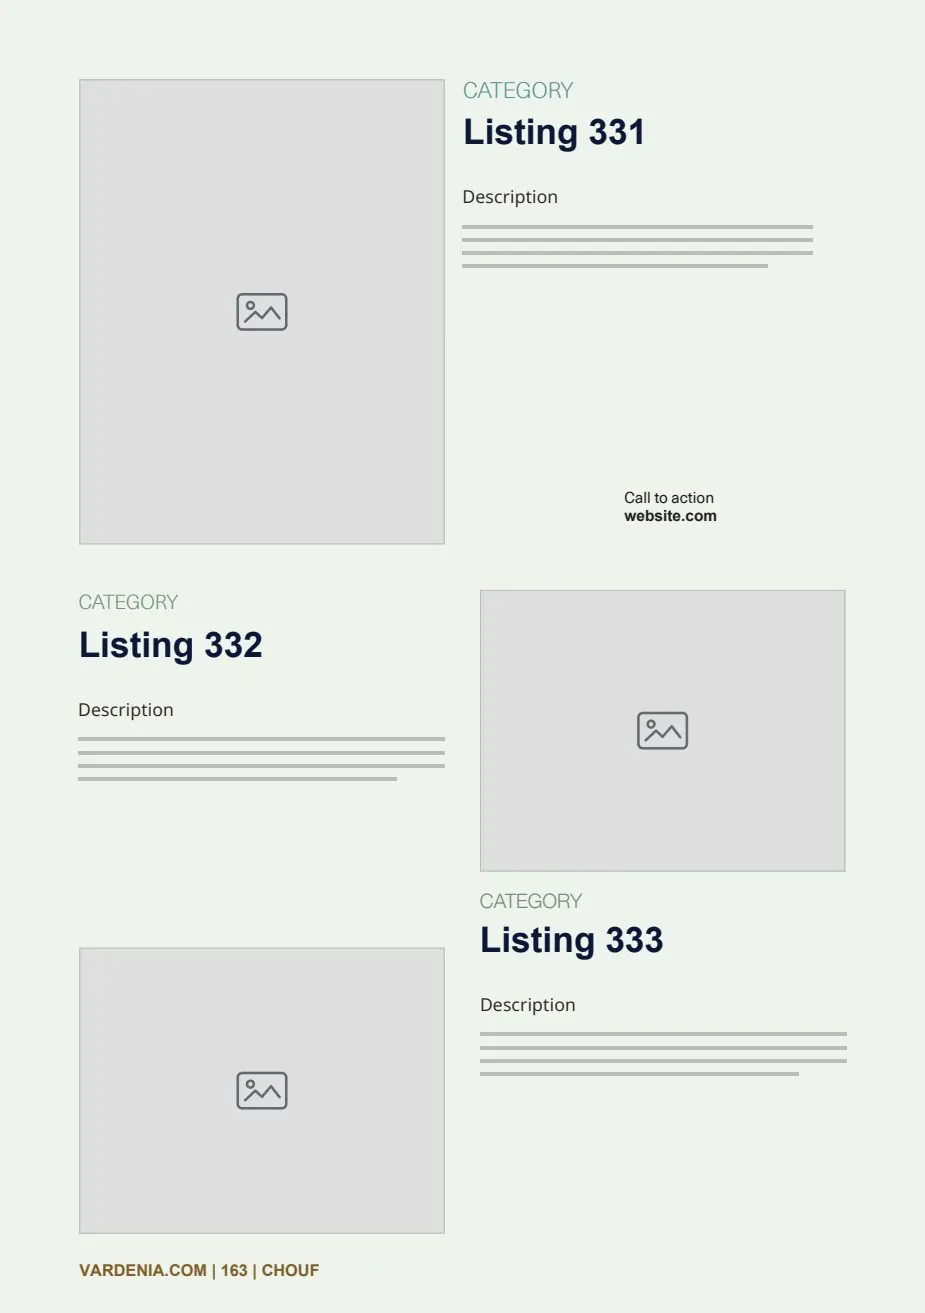 CATEGORY
Listing 331
Description
Call to action
website.com
CATEGORY
Listing 332
Description
CATEGORY
Listing 333
Description
VARDENIA.COM | 163 | CHOUF